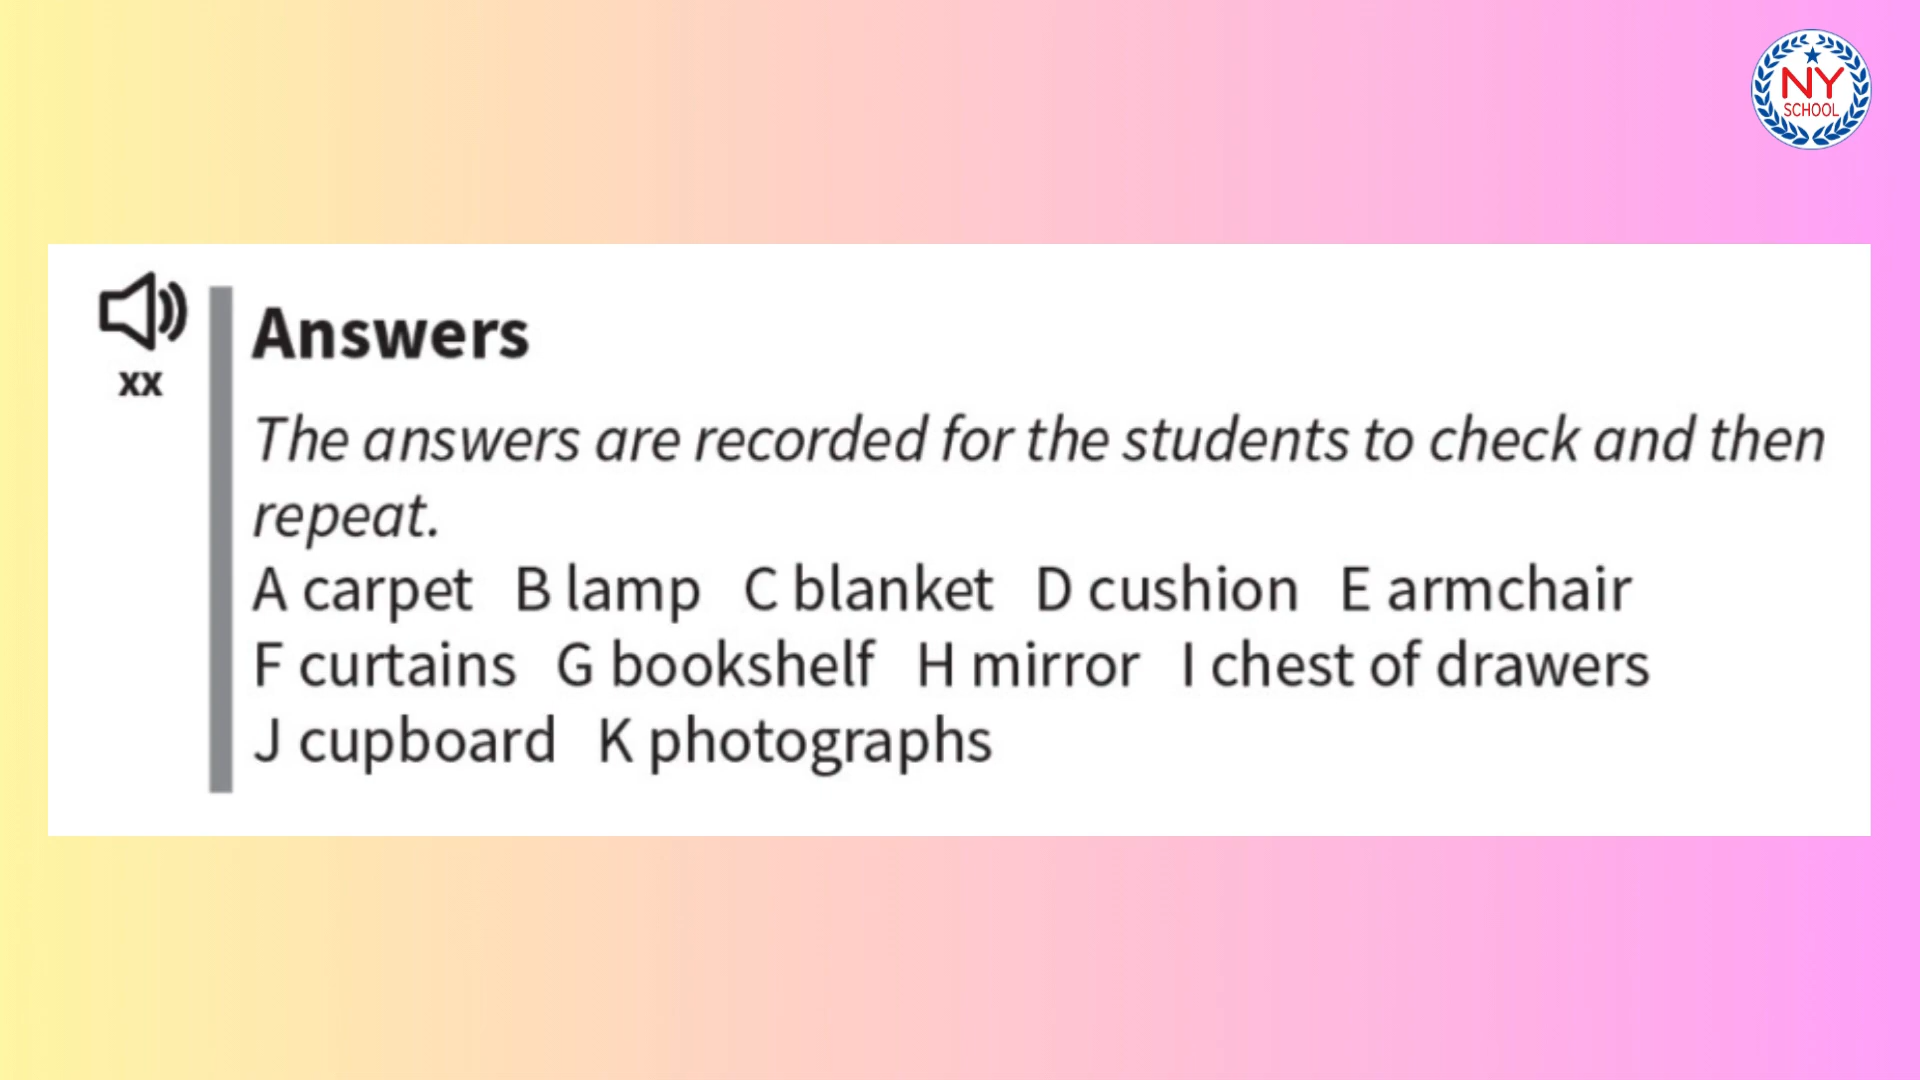 NY
SCHOOL
xx
Answers
The answers are recorded for the students to check and then
repeat.
A carpet B lamp C blanket D cushion E armchair
F curtains G bookshelf H mirror I chest of drawers
J cupboard K photographs